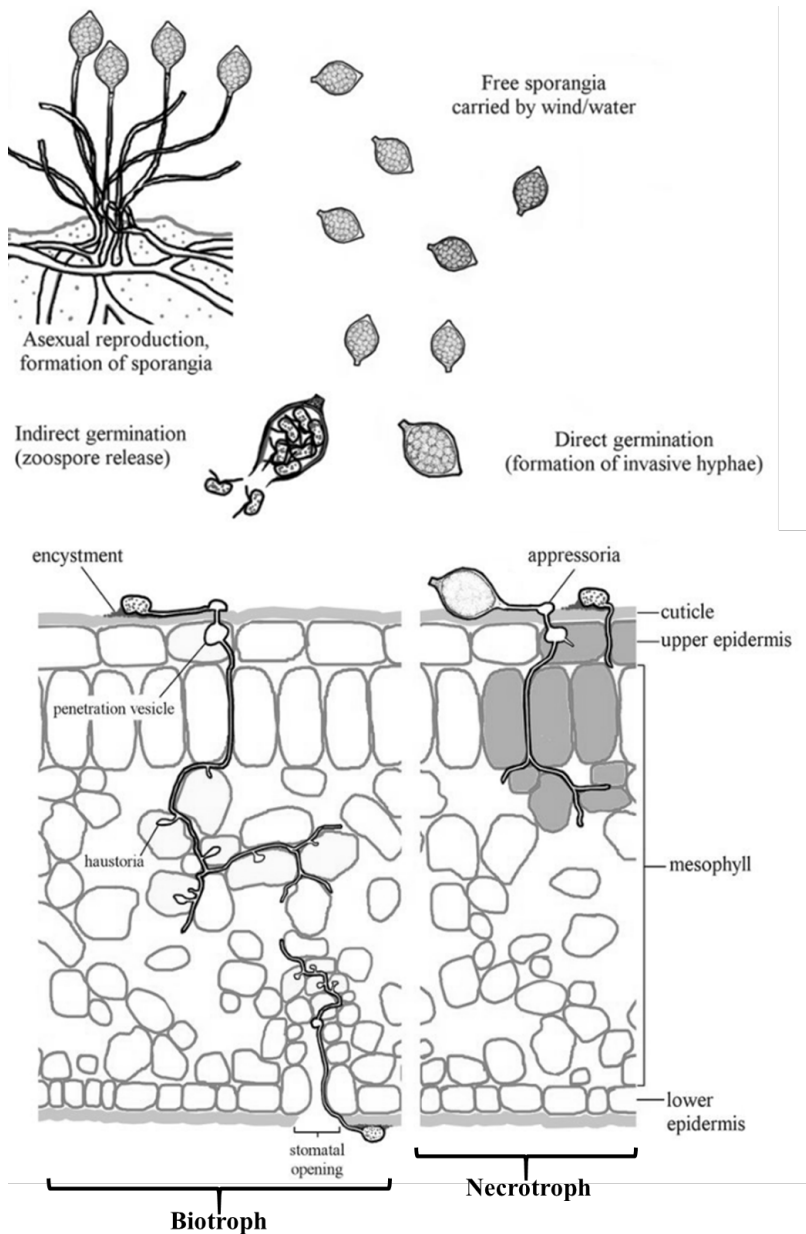 Free sporangia
carried by wind/water
Asexual reproduction,
formation of sporangia
Indirect germination
(zoospore release)
Direct germination
(formation of invasive hyphae)
encystment
appressoria
cuticle
upper epidermis
penetration vesicle
haustoria
mesophyll
lower
epidermis
stomatal
opening
Necrotroph
Biotroph